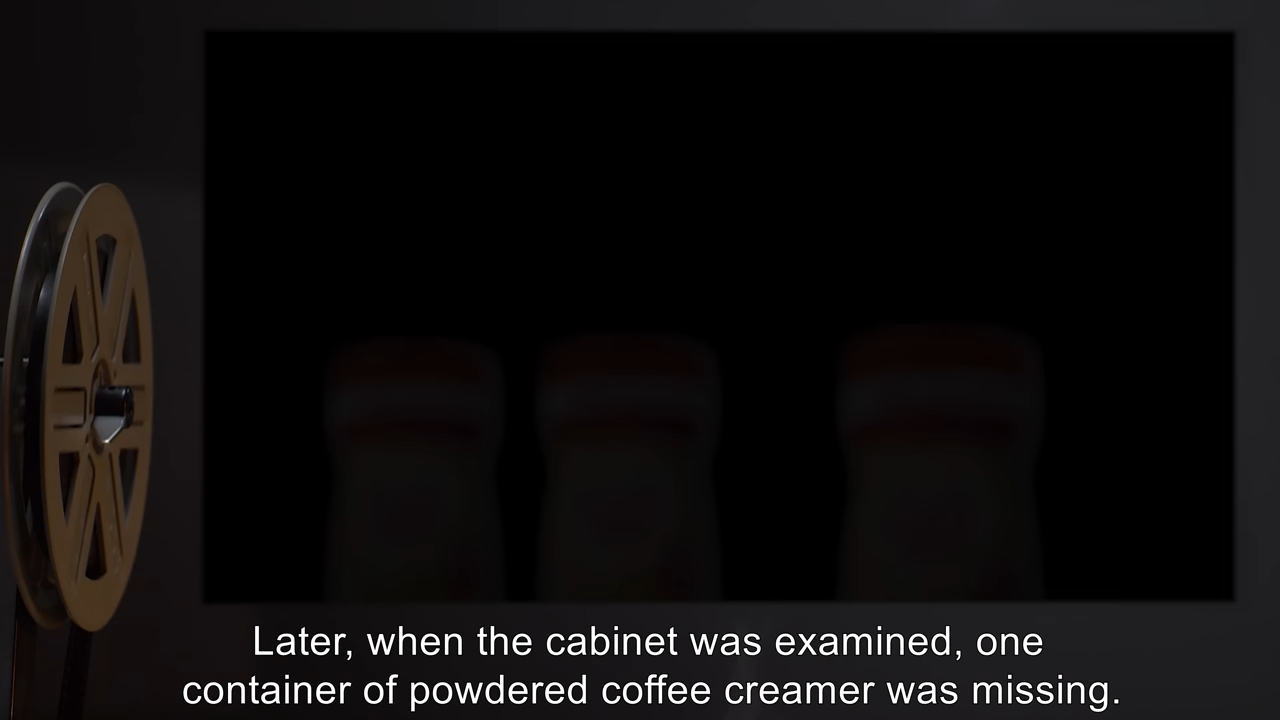 Later, when the cabinet was examined, one
container of powdered coffee creamer was missing.